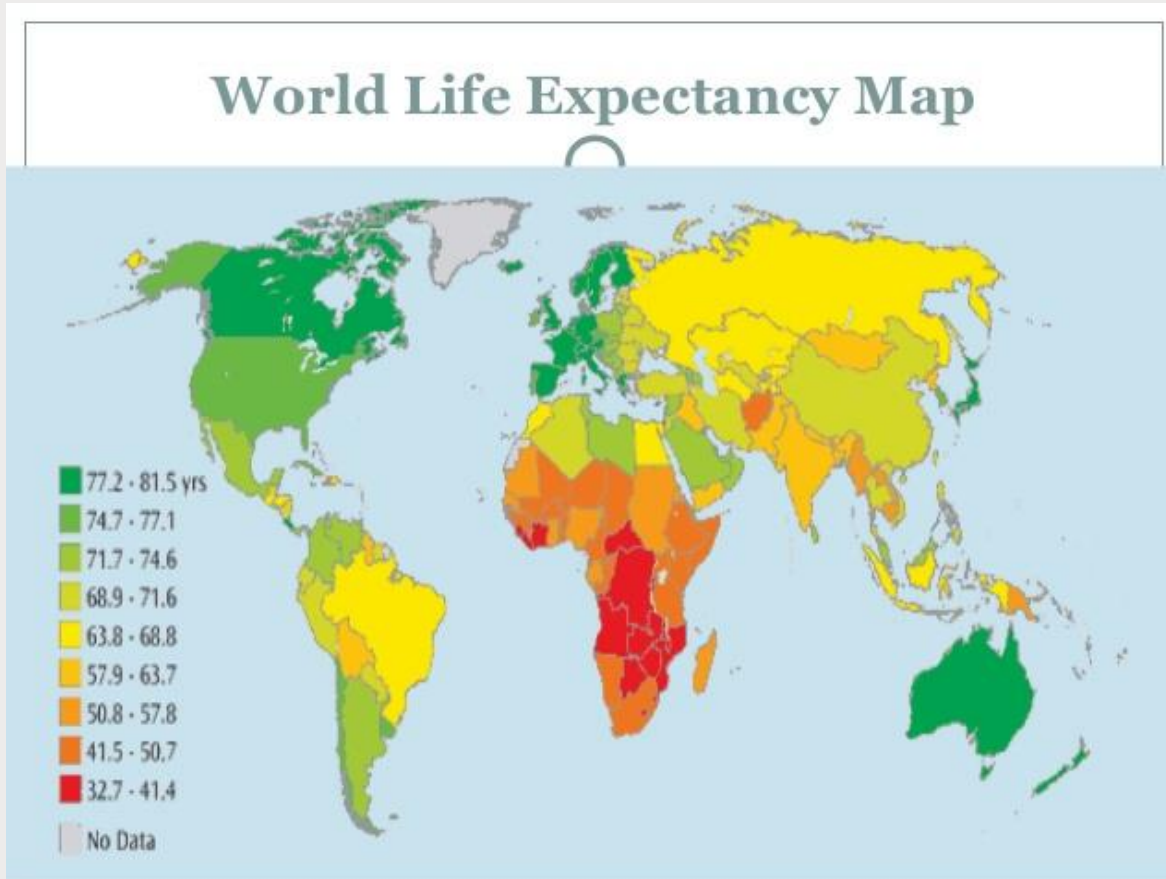 World Life Expectancy Map
77.2 - 81.5 yrs
74.7 - 77.1
71.7 - 74.6
68.9 - 71.6
63.8 - 68.8
57.9 - 63.7
50.8 - 57.8
41.5 - 50.7
32.7 - 41.4
No Data